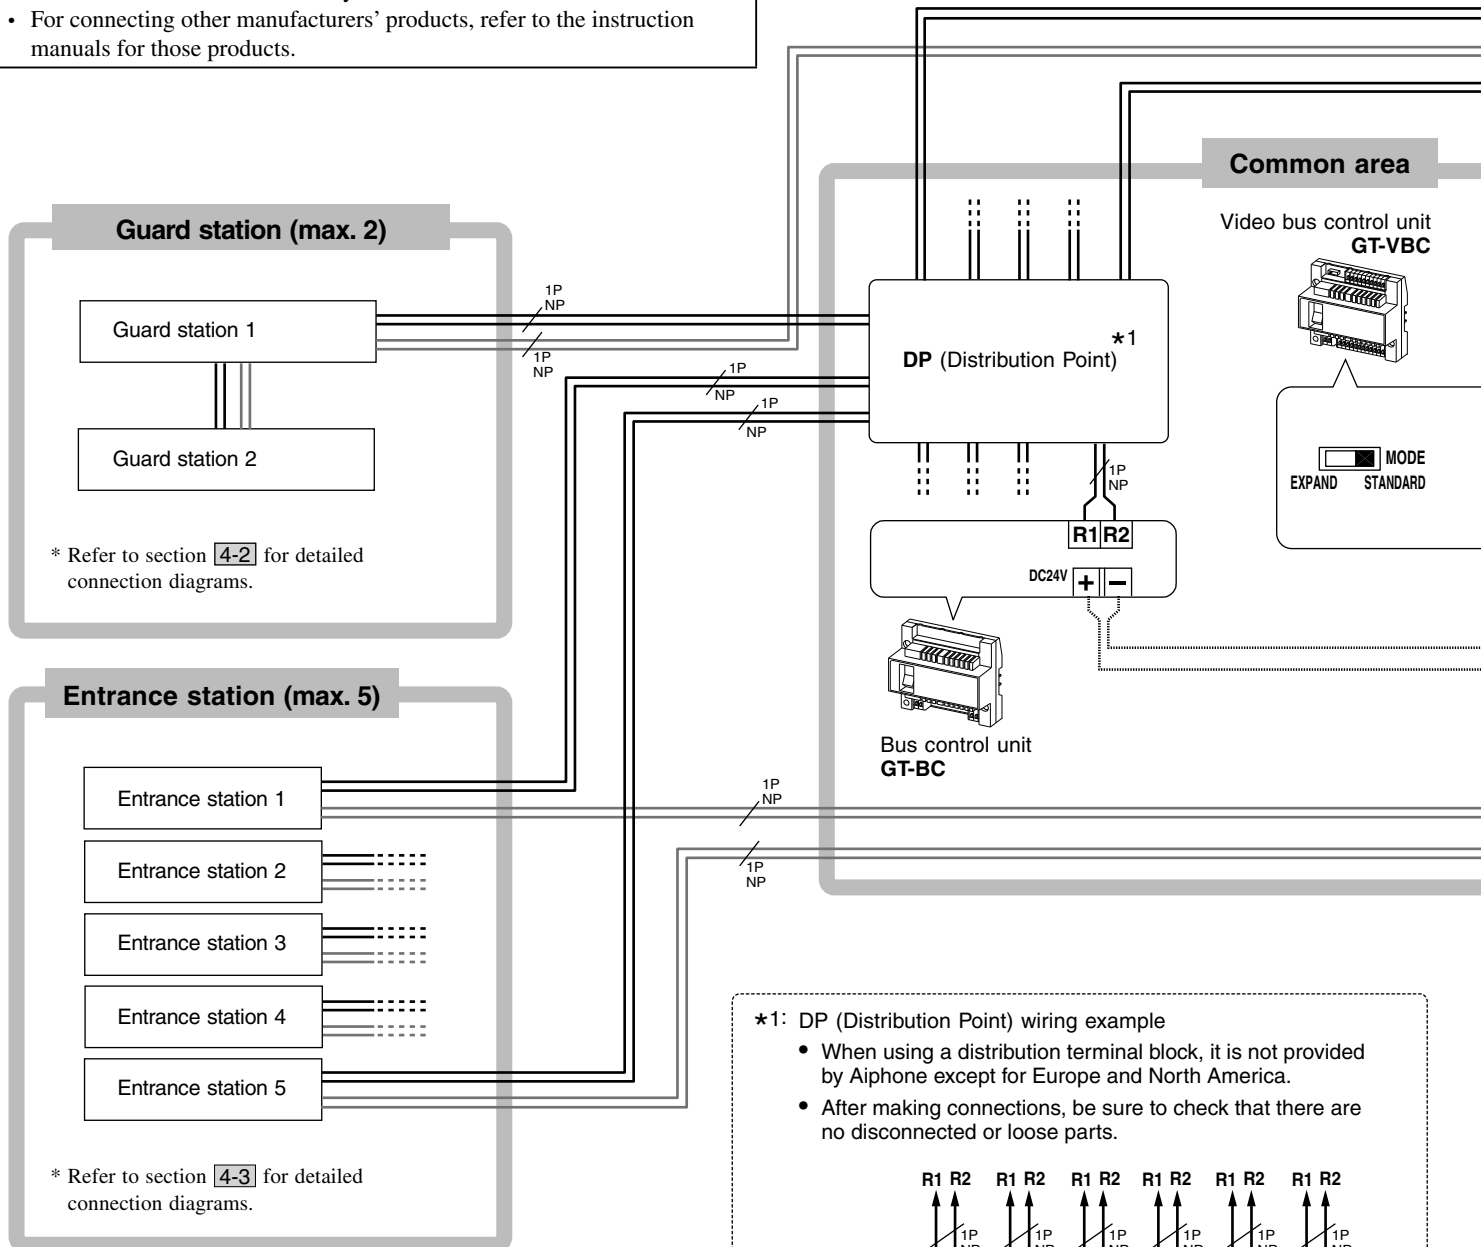 • For connecting other manufacturers’ products, refer to the instruction
manuals for those products.
Common area
Video bus control unit
GT-VBC
MODE
EXPAND STANDARD
Guard station (max. 2)
Guard station 1
Guard station 2
* Refer to section 4-2 for detailed
connection diagrams.
1P
NP
1P
NP
1P
NP
1P
NP
DP (Distribution Point)
*1
1P
NP
R1 R2
DC24V + −
Bus control unit
GT-BC
Entrance station (max. 5)
Entrance station 1
Entrance station 2
Entrance station 3
Entrance station 4
Entrance station 5
* Refer to section 4-3 for detailed
connection diagrams.
1P
NP
1P
NP
*1: DP (Distribution Point) wiring example
• When using a distribution terminal block, it is not provided
by Aiphone except for Europe and North America.
• After making connections, be sure to check that there are
no disconnected or loose parts.
R1 R2 R1 R2 R1 R2 R1 R2 R1 R2 R1 R2
1P 1P 1P 1P 1P 1P
NP NP NP NP NP NP